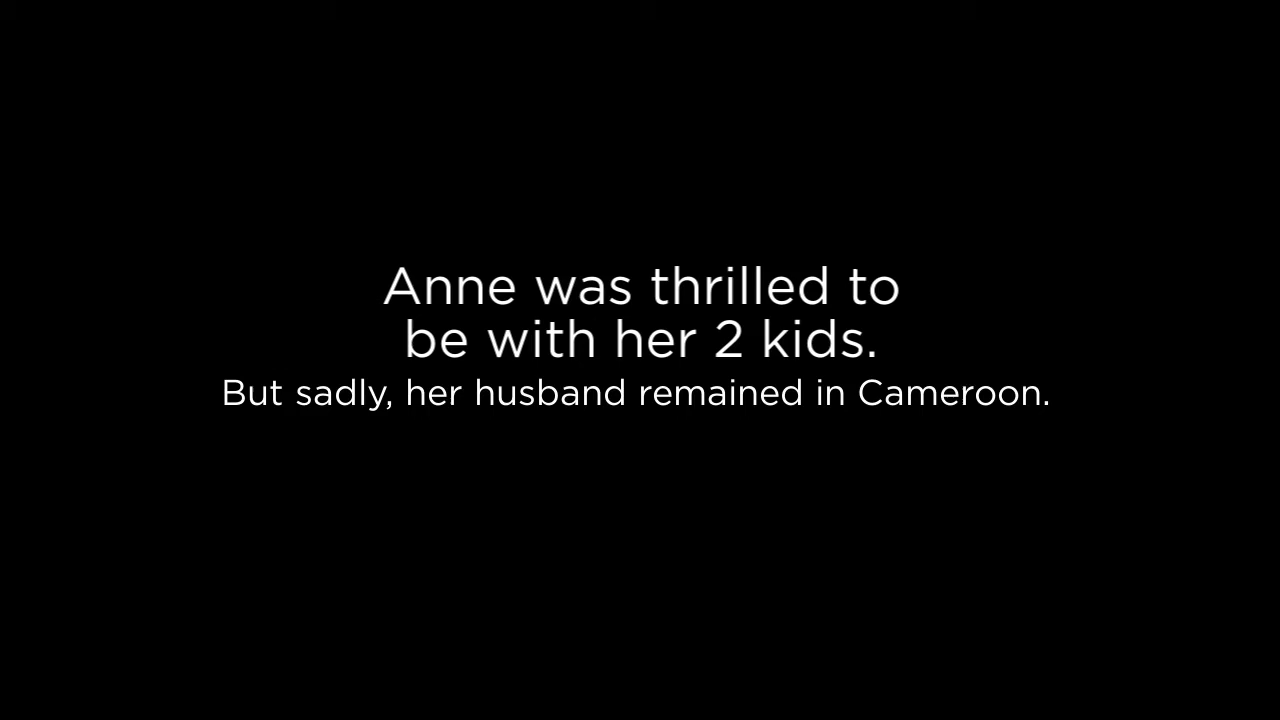 Anne was thrilled to
be with her 2 kids.
But sadly, her husband remained in Cameroon.